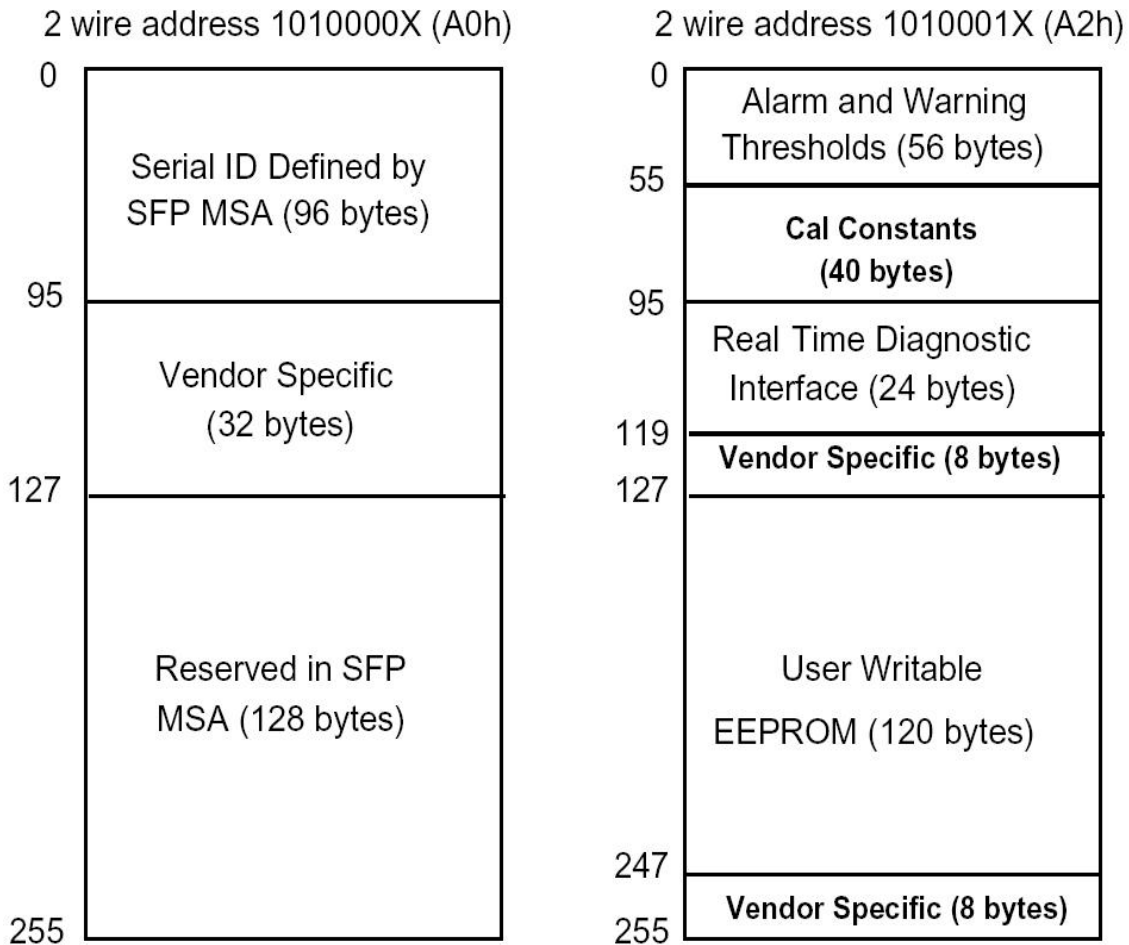 2 wire address 1010000X (A0h)
0
Serial ID Defined by
SFP MSA (96 bytes)
95
Vendor Specific
(32 bytes)
127
Reserved in SFP
MSA (128 bytes)
255
2 wire address 1010001X (A2h)
0
Alarm and Warning
Thresholds (56 bytes)
55
Cal Constants
(40 bytes)
95
Real Time Diagnostic
Interface (24 bytes)
119
Vendor Specific (8 bytes)
127
User Writable
EEPROM (120 bytes)
247
Vendor Specific (8 bytes)
255